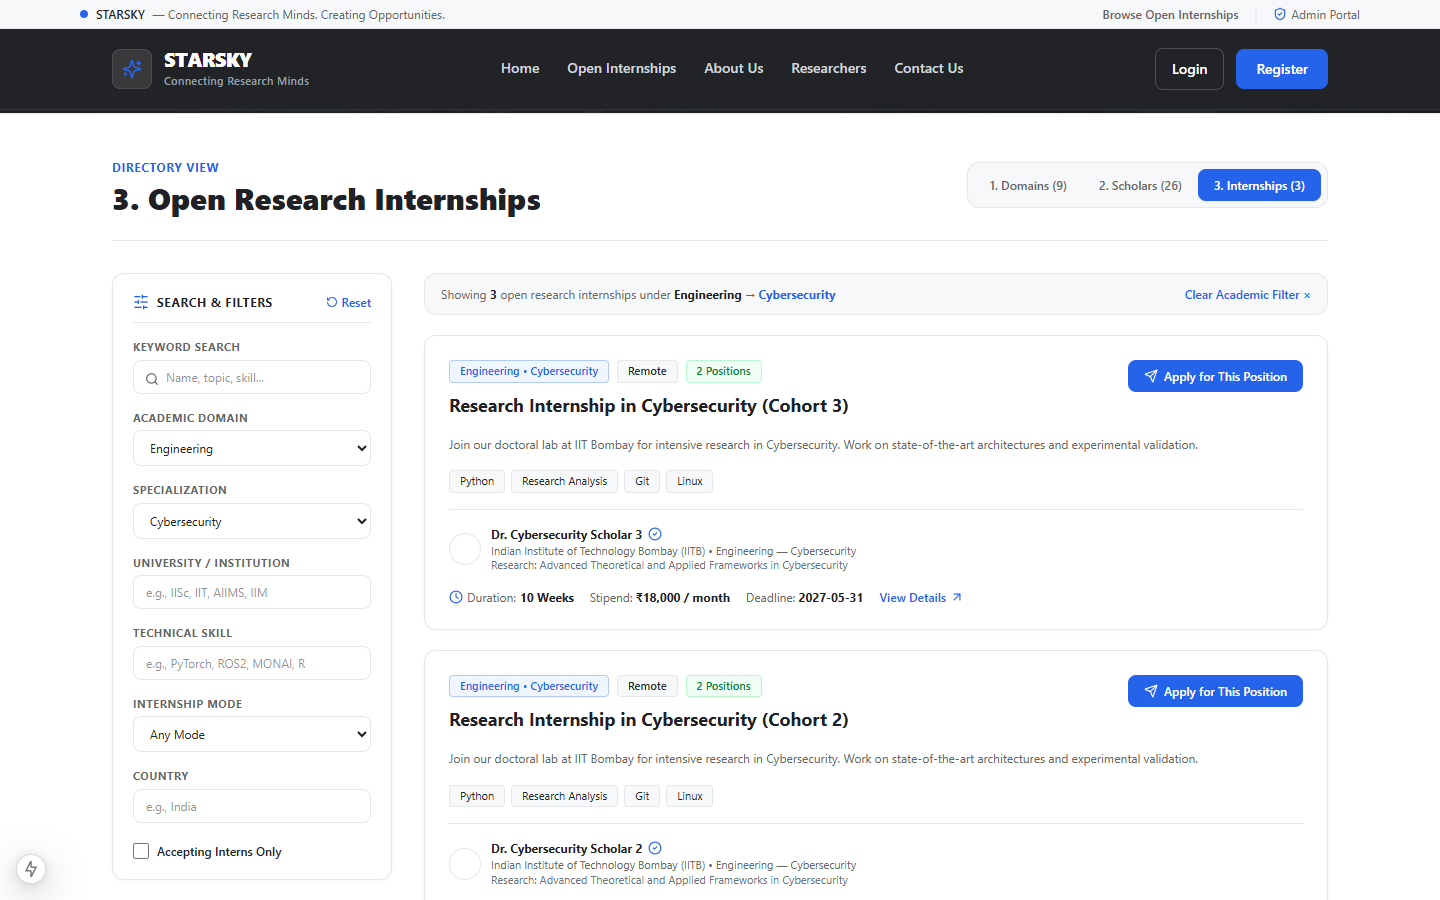 STARSKY — Connecting Research Minds. Creating Opportunities.
Browse Open Internships | Admin Portal
STARSKY
Connecting Research Minds
Home Open Internships About Us Researchers Contact Us
Login Register
DIRECTORY VIEW
3. Open Research Internships
1. Domains (9) 2. Scholars (26) 3. Internships (3)
SEARCH & FILTERS Reset
KEYWORD SEARCH
Name, topic, skill...
ACADEMIC DOMAIN
Engineering
SPECIALIZATION
Cybersecurity
UNIVERSITY / INSTITUTION
e.g., IISc, IIT, AIIMS, IIM
TECHNICAL SKILL
e.g., PyTorch, ROS2, MONAI, R
INTERNSHIP MODE
Any Mode
COUNTRY
e.g., India
Accepting Interns Only
Showing 3 open research internships under Engineering → Cybersecurity
Clear Academic Filter ×
Engineering • Cybersecurity Remote 2 Positions
Apply for This Position
Research Internship in Cybersecurity (Cohort 3)
Join our doctoral lab at IIT Bombay for intensive research in Cybersecurity. Work on state-of-the-art architectures and experimental validation.
Python Research Analysis Git Linux
Dr. Cybersecurity Scholar 3
Indian Institute of Technology Bombay (IITB) • Engineering — Cybersecurity
Research: Advanced Theoretical and Applied Frameworks in Cybersecurity
Duration: 10 Weeks Stipend: ₹18,000 / month Deadline: 2027-05-31 View Details
Engineering • Cybersecurity Remote 2 Positions
Apply for This Position
Research Internship in Cybersecurity (Cohort 2)
Join our doctoral lab at IIT Bombay for intensive research in Cybersecurity. Work on state-of-the-art architectures and experimental validation.
Python Research Analysis Git Linux
Dr. Cybersecurity Scholar 2
Indian Institute of Technology Bombay (IITB) • Engineering — Cybersecurity
Research: Advanced Theoretical and Applied Frameworks in Cybersecurity